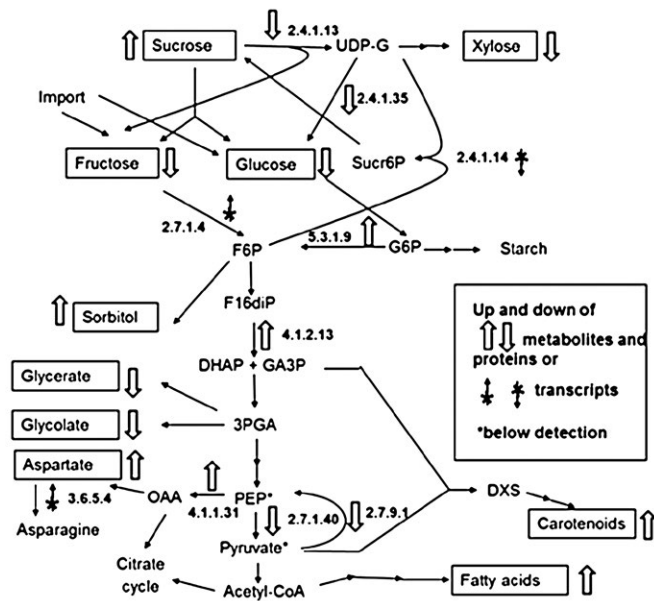 2.4.1.13
Sucrose
UDP-G
Xylose
Import
2.4.1.35
Fructose
Glucose
Sucr6P
2.4.1.14
2.7.1.4
F6P
5.3.1.9
G6P
Starch
F16diP
Sorbitol
4.1.2.13
DHAP + GA3P
Glycerate
Glycolate
3PGA
Aspartate
3.6.5.4
OAA
PEP*
4.1.1.31
2.7.1.40
2.7.9.1
Asparagine
Pyruvate*
Citrate
cycle
Acetyl-CoA
Fatty acids
DXS
Carotenoids
Up and down of
metabolites and
proteins or
transcripts
*below detection